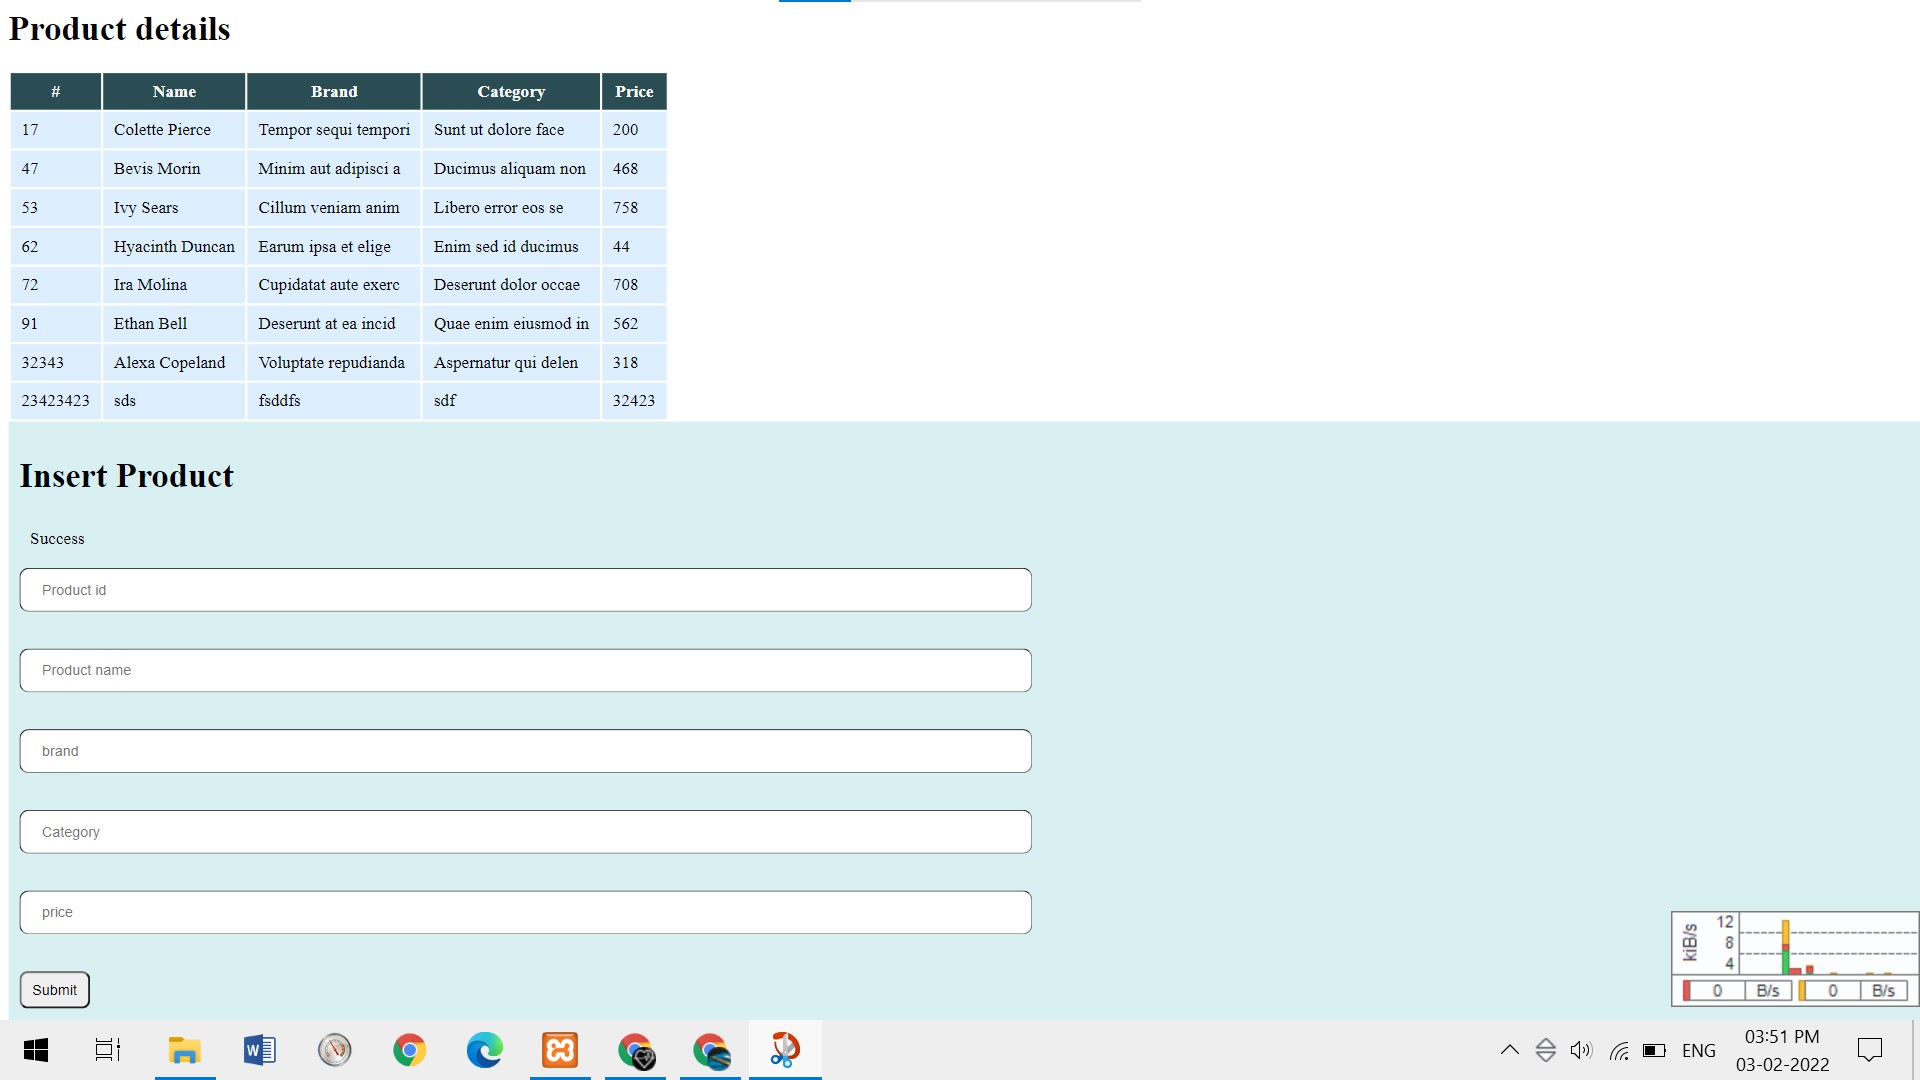 Product details
# Name Brand Category Price
17 Colette Pierce Tempor sequi tempori Sunt ut dolore face 200
47 Bevis Morin Minim aut adipisci a Ducimus aliquam non 468
53 Ivy Sears Cillum veniam anim Libero error eos se 758
62 Hyacinth Duncan Earum ipsa et elige Enim sed id ducimus 44
72 Ira Molina Cupidatat aute exerc Deserunt dolor occae 708
91 Ethan Bell Deserunt at ea incid Quae enim eiusmod in 562
32343 Alexa Copeland Voluptate repudianda Aspernatur qui delen 318
23423423 sds fsddfs sdf 32423
Insert Product
Success
Product id
Product name
brand
Category
price
Submit
kiB/s
12
8
4
0 B/s 0 B/s
W
ENG
03:51 PM
03-02-2022